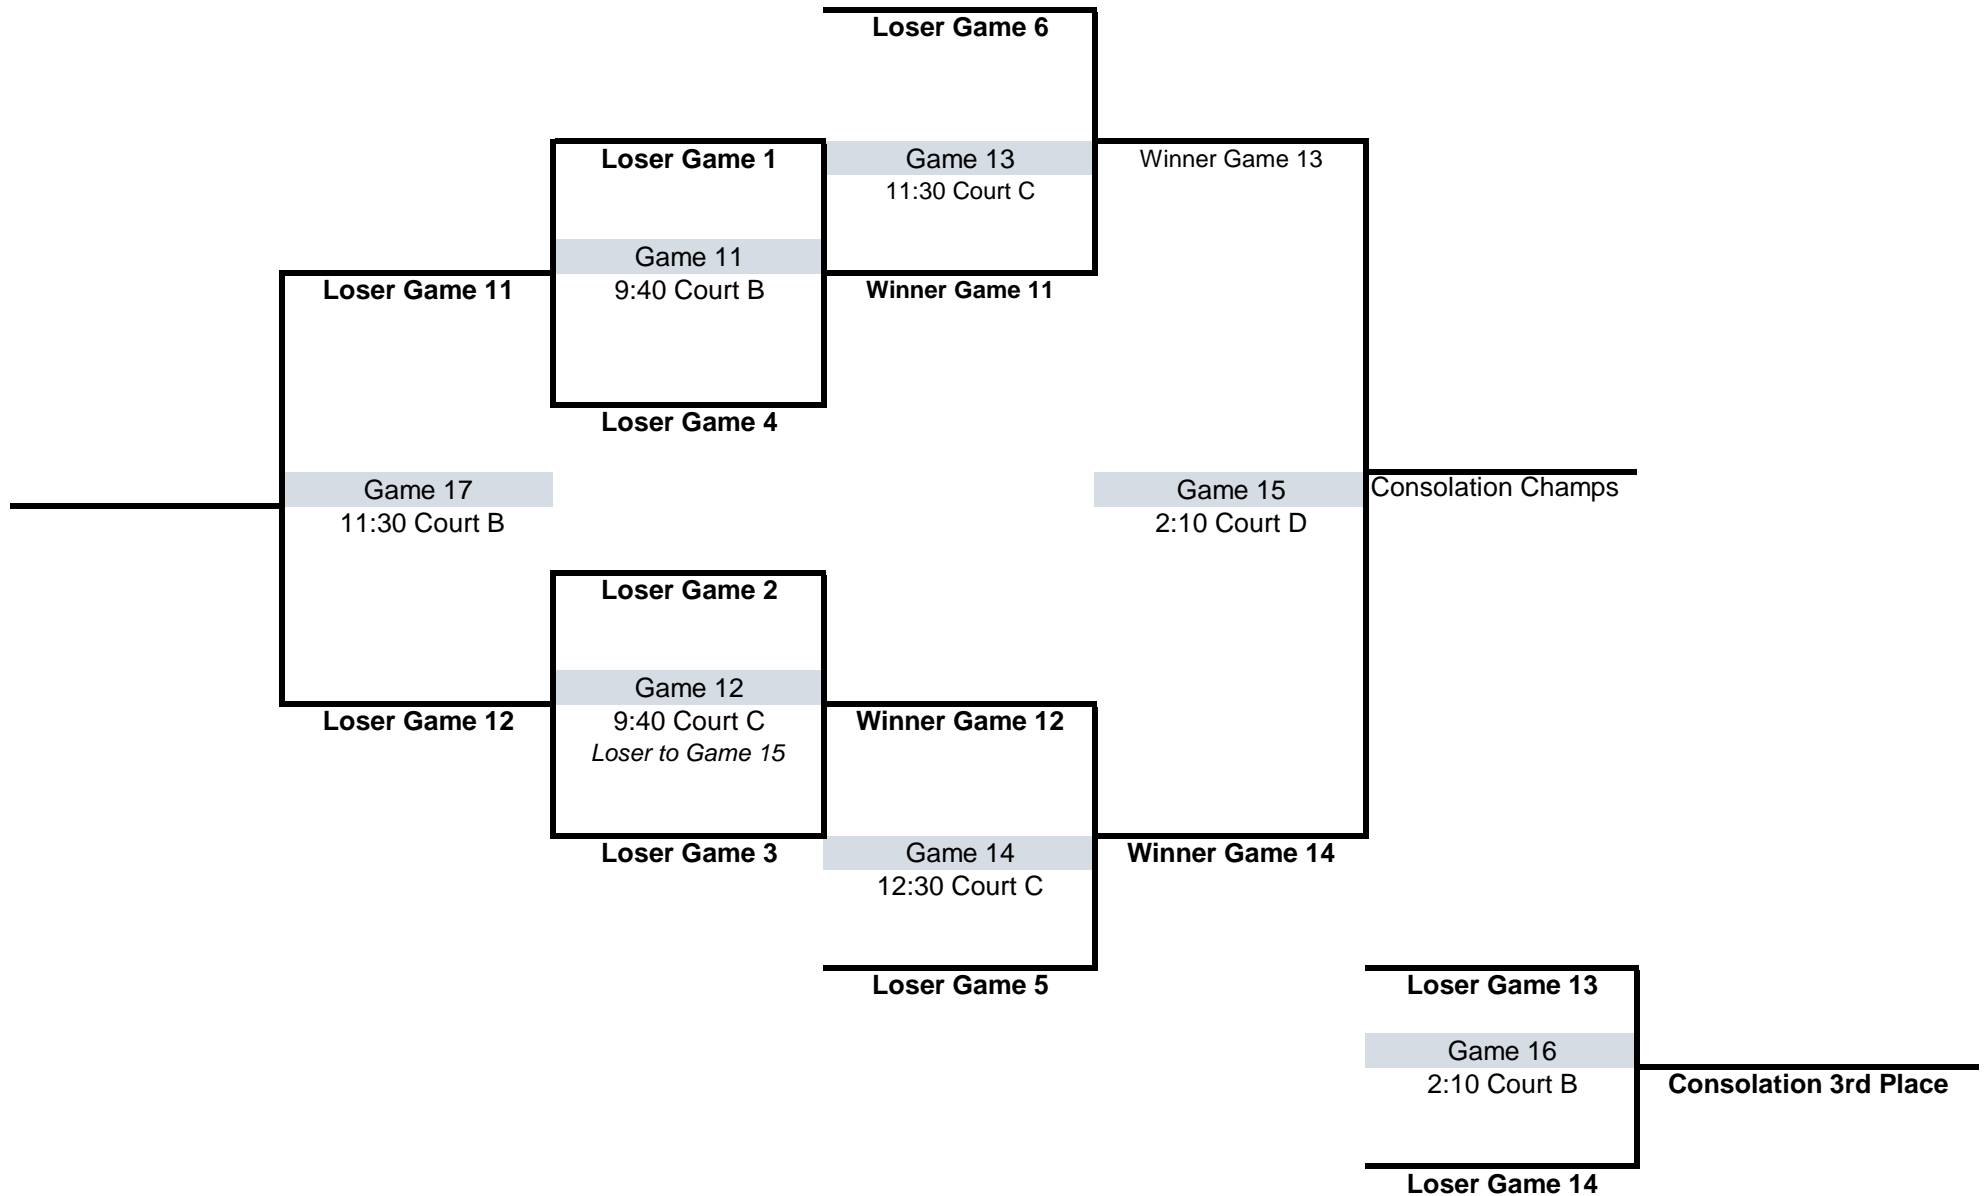 Loser Game 6
Loser Game 1
Game 13
Winner Game 13
11:30 Court C
Game 11
Loser Game 11
9:40 Court B
Winner Game 11
Loser Game 4
Game 17
Game 15
Consolation Champs
11:30 Court B
2:10 Court D
Loser Game 2
Game 12
Loser Game 12
9:40 Court C
Winner Game 12
Loser to Game 15
Loser Game 3
Game 14
Winner Game 14
12:30 Court C
Loser Game 5
Loser Game 13
Game 16
2:10 Court B
Consolation 3rd Place
Loser Game 14